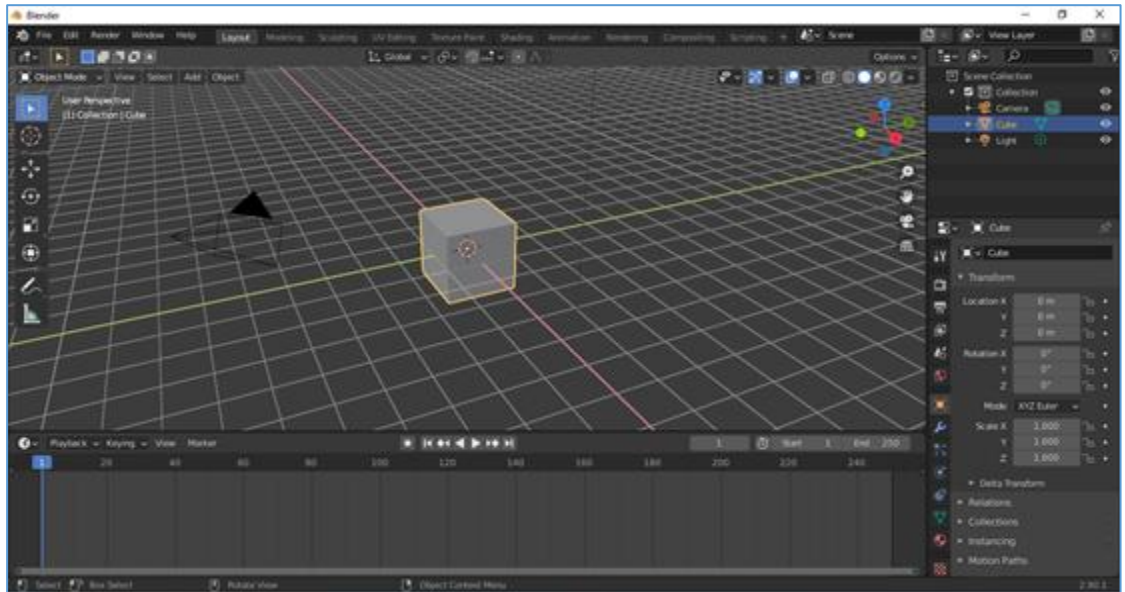 Blender
File Edit Render Window Help Layout Modeling Sculpting UV Editing Texture Paint Shading Animation Rendering Compositing Scripting + Scene View Layer
Global Options
Object Mode View Select Add Object
User Perspective
(1) Collection | Cube
Scene Collection
Collection
Camera
Cube
Light
Cube
Cube
Transform
Location X 0 m
Y 0 m
Z 0 m
Rotation X 0°
Y 0°
Z 0°
Mode XYZ Euler
Scale X 1.000
Y 1.000
Z 1.000
Delta Transform
Relations
Collections
Instancing
Motion Paths
Playback Keying View Marker 1 Start 1 End 250
1 20 40 60 80 100 120 140 160 180 200 220 240
Select Box Select Rotate View Object Context Menu 2.90.1